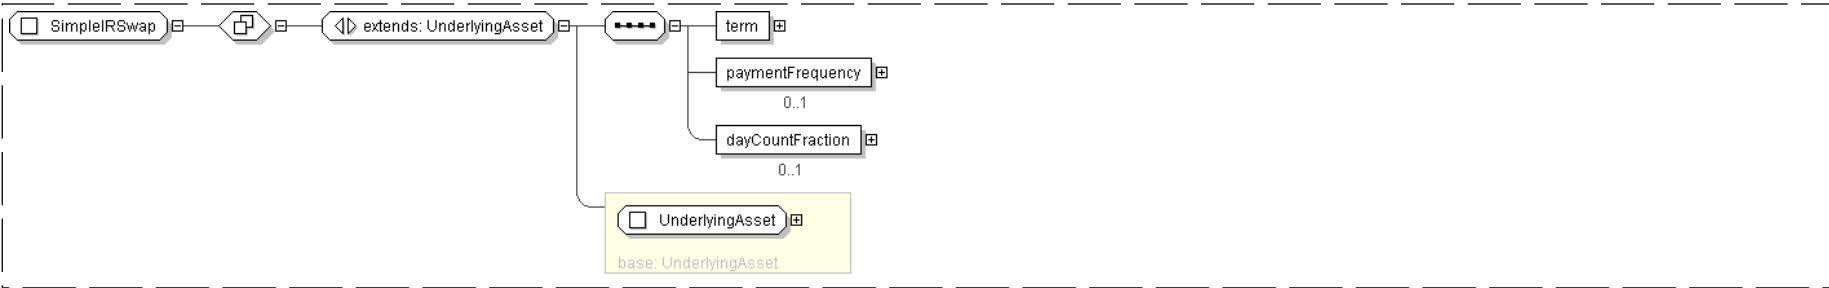 SimpleIRSwap
extends: UnderlyingAsset
term
paymentFrequency
0..1
dayCountFraction
0..1
UnderlyingAsset
base: UnderlyingAsset